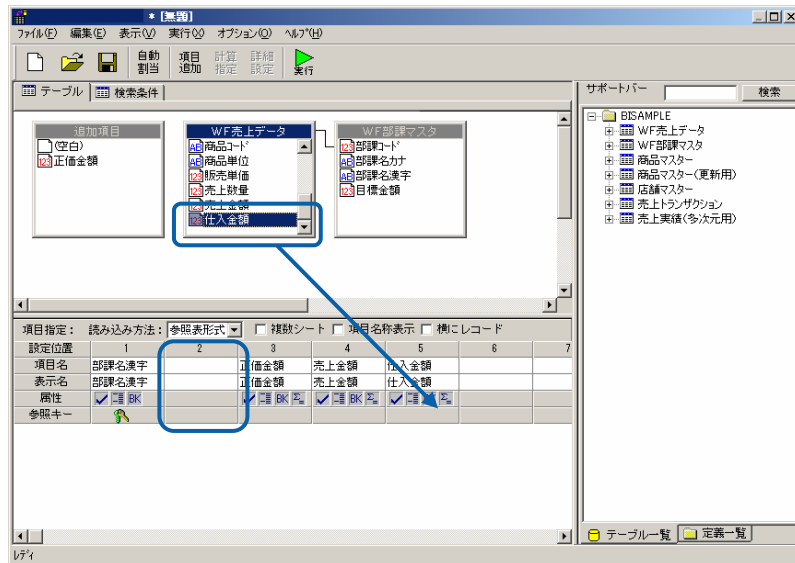 * [無題]
ファイル(F) 編集(E) 表示(V) 実行(X) オプション(O) ヘルプ(H)
自動割当 項目追加 計算指定 詳細設定 実行
テーブル 検索条件
追加項目
(空白)
正価金額
WF売上データ
商品コード
商品単位
販売単価
売上数量
売上金額
仕入金額
WF部課マスタ
部課コード
部課名カナ
部課名漢字
目標金額
サポートバー 検索
BISAMPLE
WF売上データ
WF部課マスタ
商品マスター
商品マスター(更新用)
店舗マスター
売上トランザクション
売上実績(多次元用)
項目指定: 読み込み方法: 参照表形式 複数シート 項目名称表示 横にレコード
設定位置 1 2 3 4 5 6 7
項目名 部課名漢字 正価金額 売上金額 仕入金額
表示名 部課名漢字 正価金額 売上金額 仕入金額
属性 BK BK Σ BK Σ Σ
参照キー
テーブル一覧 定義一覧
レディ